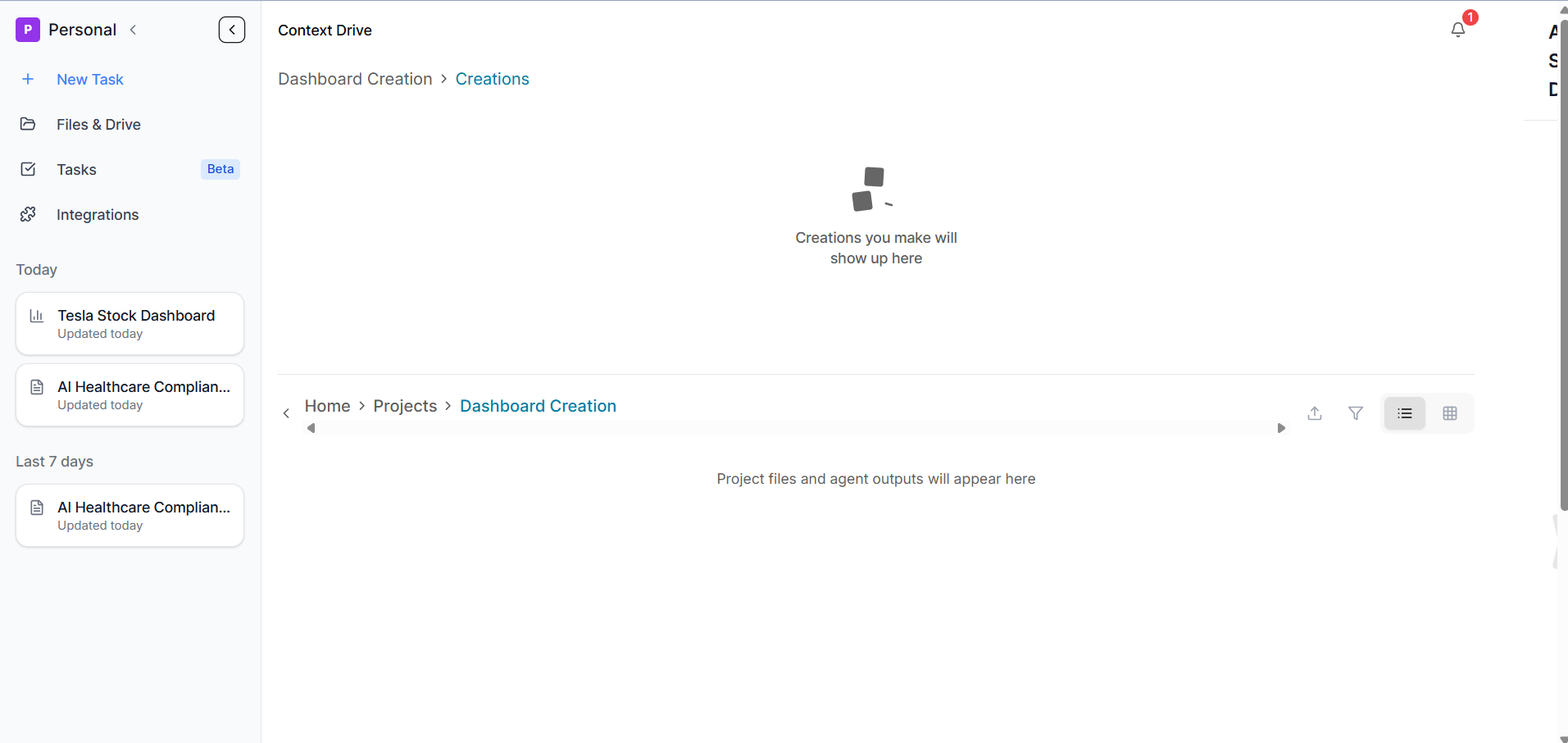 P Personal
New Task
Files & Drive
Tasks Beta
Integrations
Today
Tesla Stock Dashboard
Updated today
AI Healthcare Complian...
Updated today
Last 7 days
AI Healthcare Complian...
Updated today
Context Drive
1
Dashboard Creation > Creations
Creations you make will
show up here
Home > Projects > Dashboard Creation
Project files and agent outputs will appear here